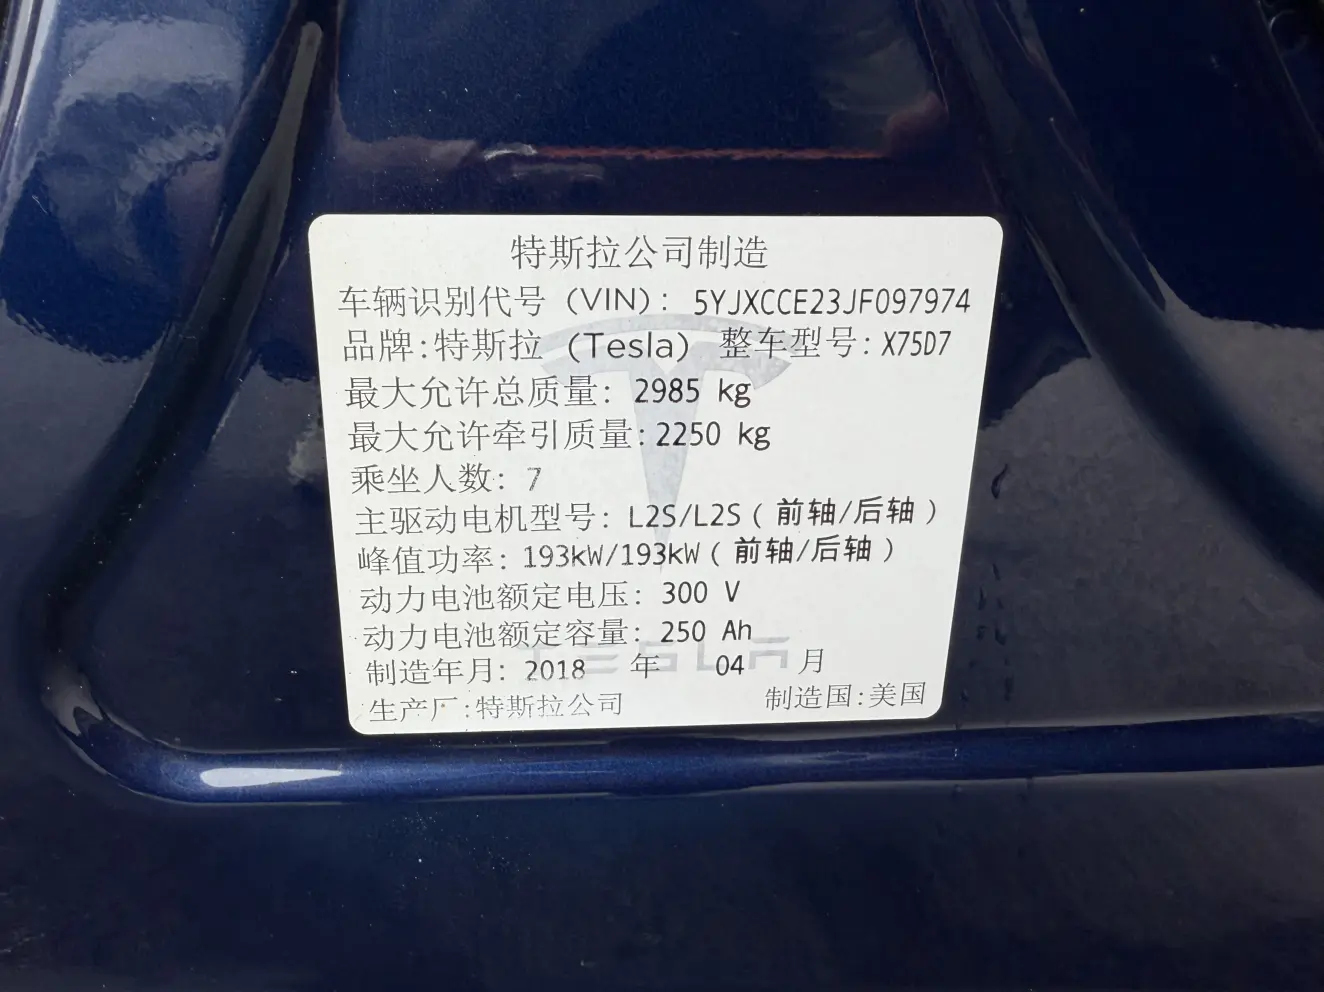 特斯拉公司制造
车辆识别代号（VIN）：5YJXCCE23JF097974
品牌：特斯拉（Tesla） 整车型号：X75D7
最大允许总质量：2985 kg
最大允许牵引质量：2250 kg
乘坐人数：7
主驱动电机型号：L2S/L2S（前轴/后轴）
峰值功率：193kW/193kW（前轴/后轴）
动力电池额定电压：300 V
动力电池额定容量：250 Ah
TESLA
制造年月：2018 年 04 月
生产厂：特斯拉公司 制造国：美国